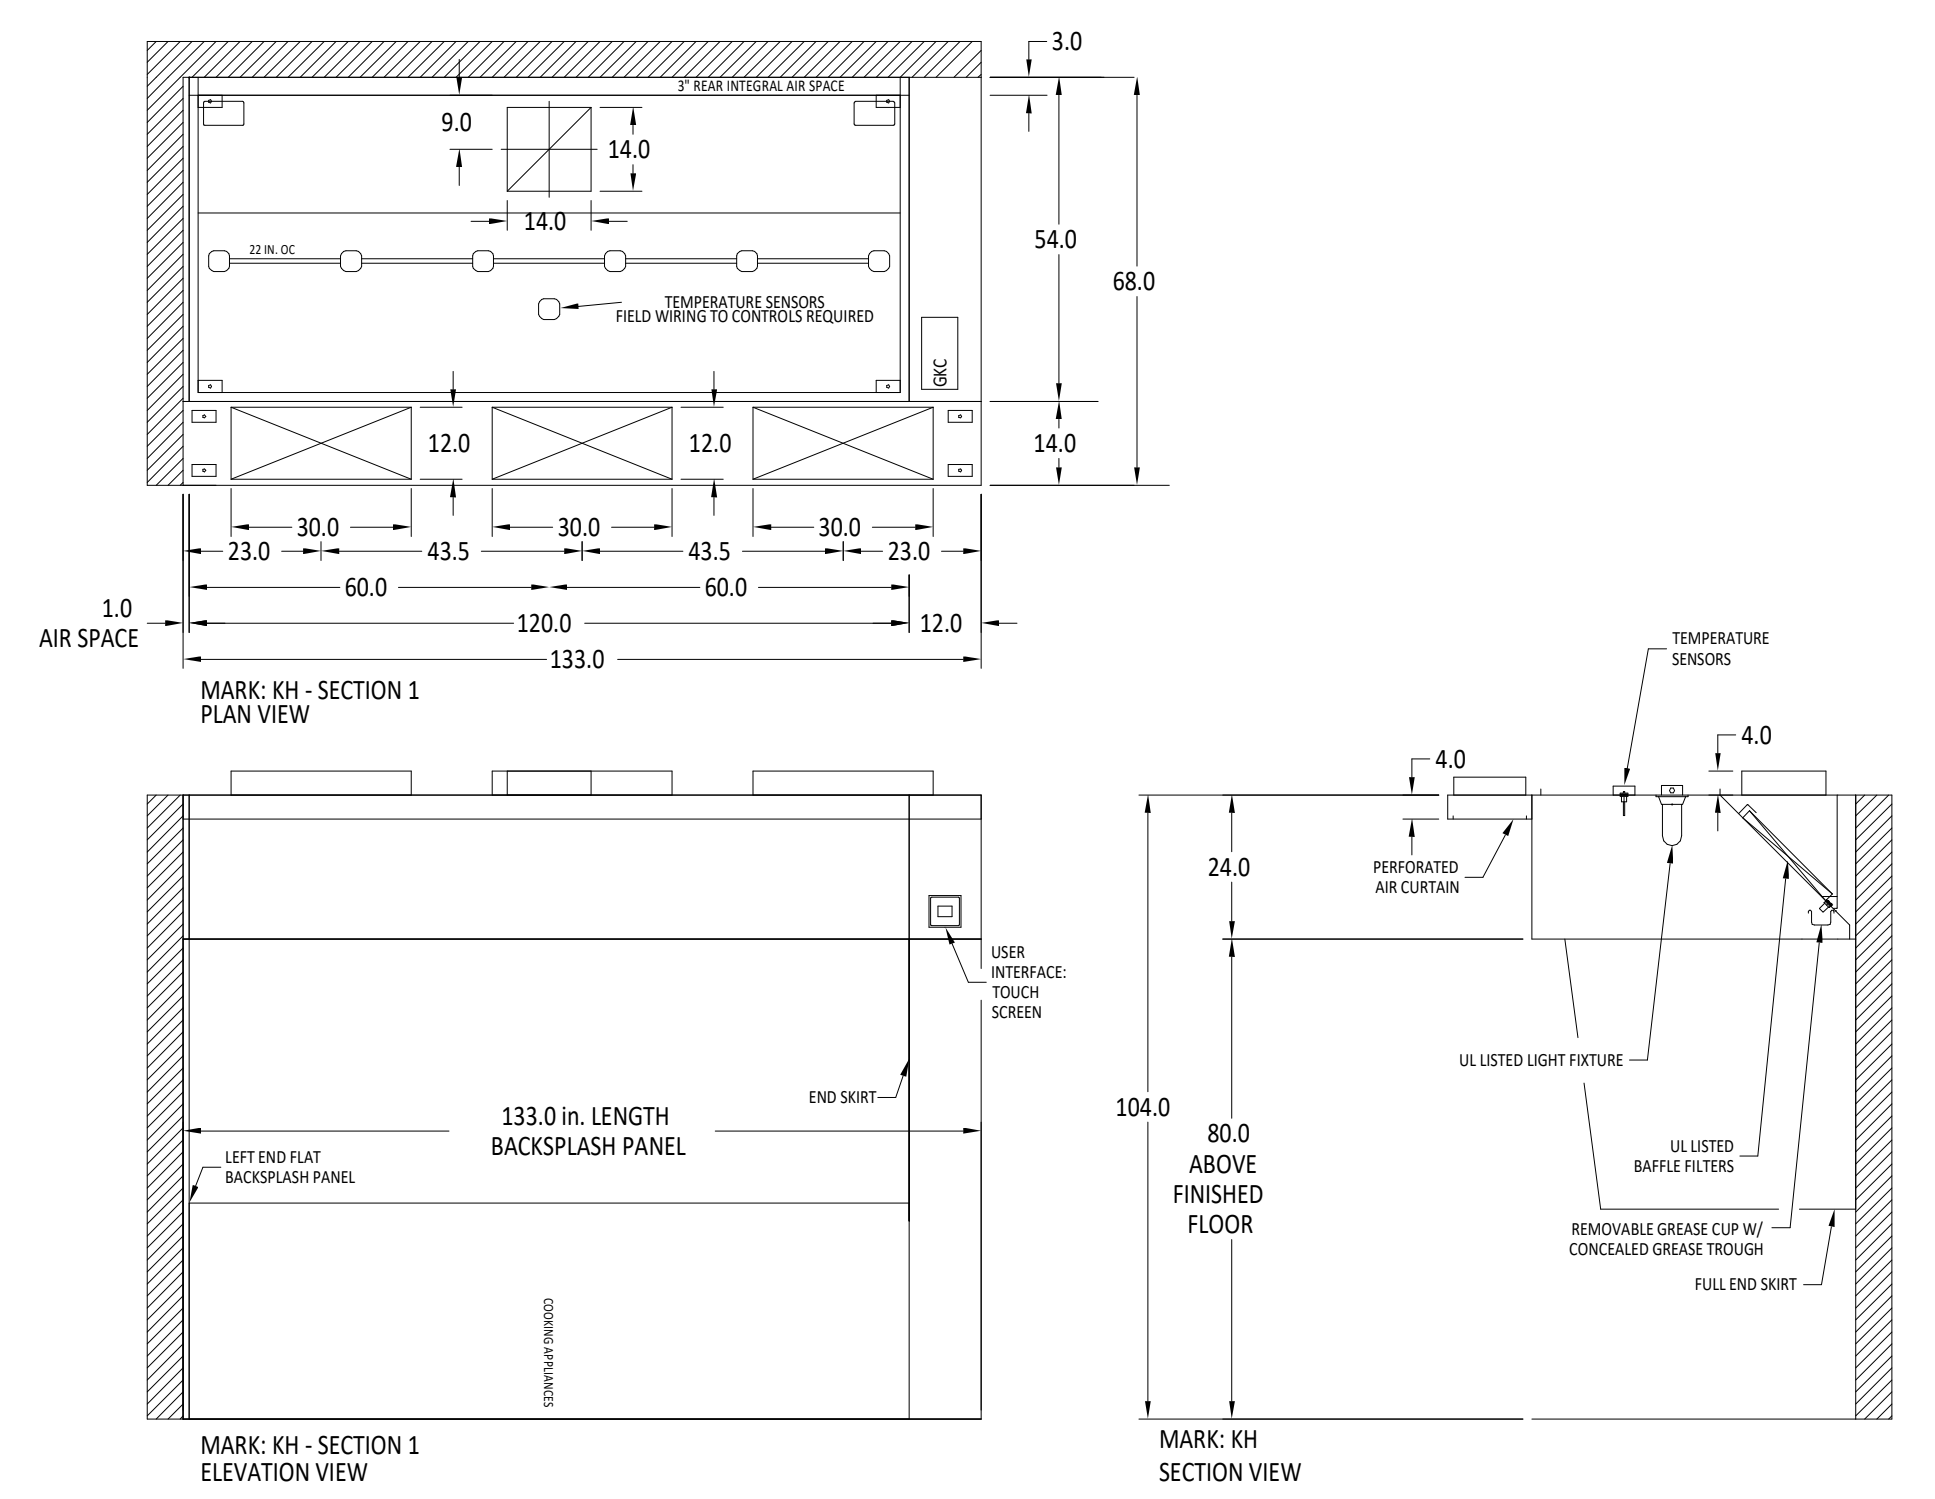 3.0
3" REAR INTEGRAL AIR SPACE
9.0
14.0
14.0
22 IN. OC
54.0
68.0
TEMPERATURE SENSORS
FIELD WIRING TO CONTROLS REQUIRED
GKC
12.0
12.0
14.0
30.0
30.0
30.0
23.0
43.5
43.5
23.0
60.0
60.0
1.0
AIR SPACE
120.0
12.0
133.0
MARK: KH - SECTION 1
PLAN VIEW
USER
INTERFACE:
TOUCH
SCREEN
END SKIRT
133.0 in. LENGTH
BACKSPLASH PANEL
LEFT END FLAT
BACKSPLASH PANEL
COOKING APPLIANCES
MARK: KH - SECTION 1
ELEVATION VIEW
TEMPERATURE
SENSORS
4.0
4.0
PERFORATED
AIR CURTAIN
24.0
UL LISTED LIGHT FIXTURE
104.0
80.0
ABOVE
FINISHED
FLOOR
UL LISTED
BAFFLE FILTERS
REMOVABLE GREASE CUP W/
CONCEALED GREASE TROUGH
FULL END SKIRT
MARK: KH
SECTION VIEW